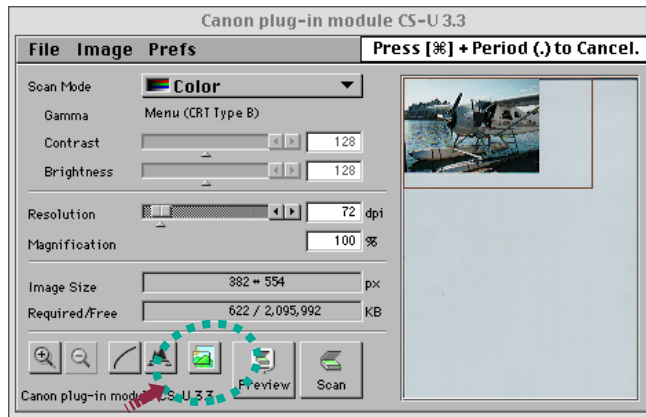 Canon plug-in module CS-U 3.3
File Image Prefs Press [⌘] + Period (.) to Cancel.
Scan Mode Color
Gamma Menu (CRT Type B)
Contrast 128
Brightness 128
Resolution 72 dpi
Magnification 100 %
Image Size 382 ↔ 554 px
Required/Free 622 / 2,095,992 KB
Preview Scan
Canon plug-in module CS-U 3.3